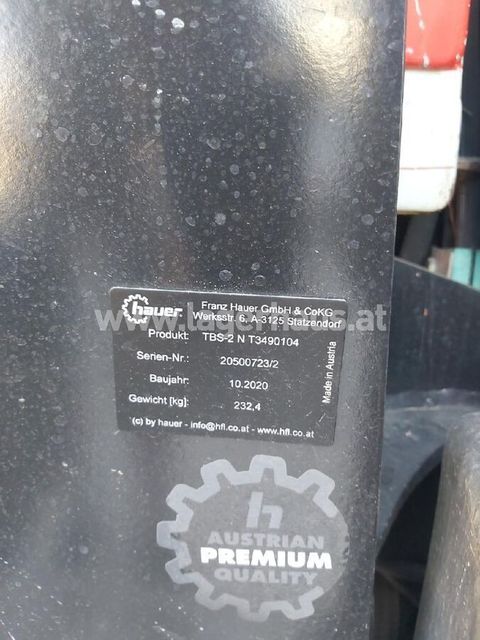 hauer
Franz Hauer GmbH & CoKG
Werksstr. 6, A-3125 Statzendorf
www.lagerhaus.at
Produkt: TBS-2 N T3490104
Serien-Nr.: 20500723/2
Baujahr: 10.2020
Gewicht [kg]: 232,4
Made in Austria
(c) by hauer - info@hfl.co.at - www.hfl.co.at
h
AUSTRIAN
PREMIUM
QUALITY